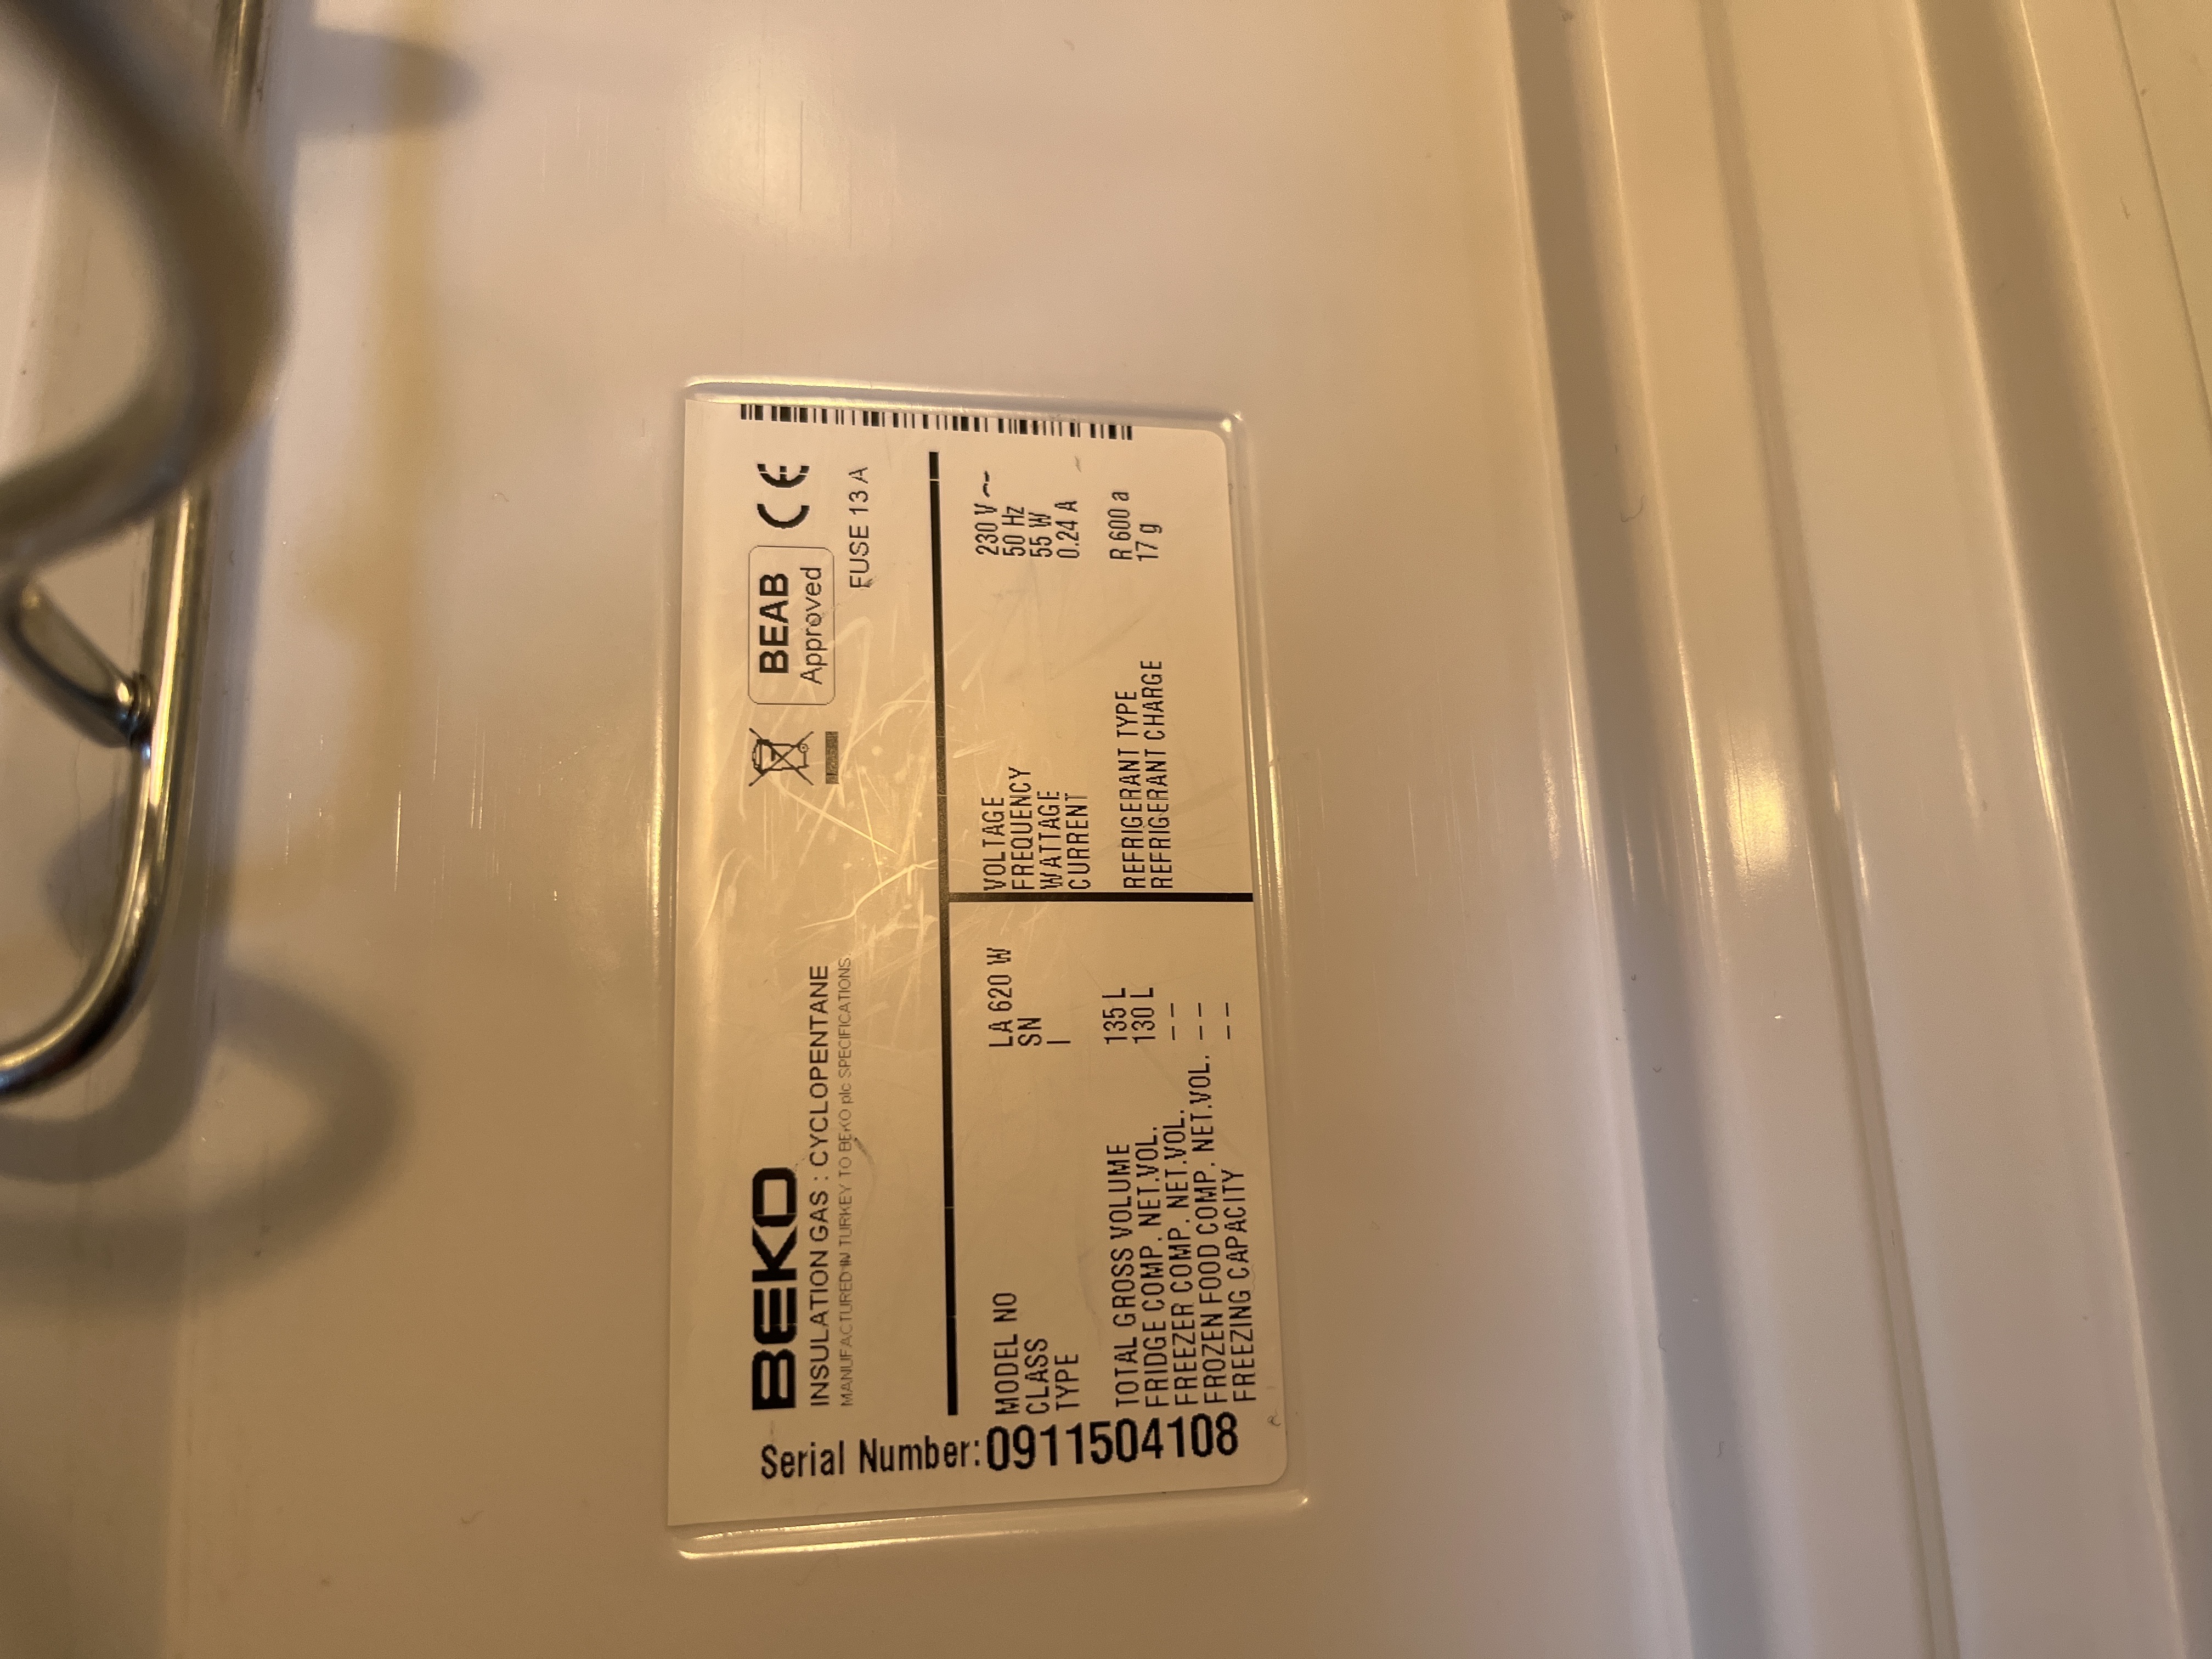 BEKO
INSULATION GAS : CYCLOPENTANE
MANUFACTURED IN TURKEY TO BEKO plc SPECIFICATIONS
BEAB
Approved
CE
FUSE 13 A
MODEL NO LA 620 W
CLASS SN
TYPE I
TOTAL GROSS VOLUME 135 L
FRIDGE COMP. NET.VOL. 130 L
FREEZER COMP. NET.VOL. --
FROZEN FOOD COMP. NET.VOL. --
FREEZING CAPACITY --
VOLTAGE 230 V ~
FREQUENCY 50 Hz
WATTAGE 55 W
CURRENT 0.24 A
REFRIGERANT TYPE R 600 a
REFRIGERANT CHARGE 17 g
Serial Number:0911504108